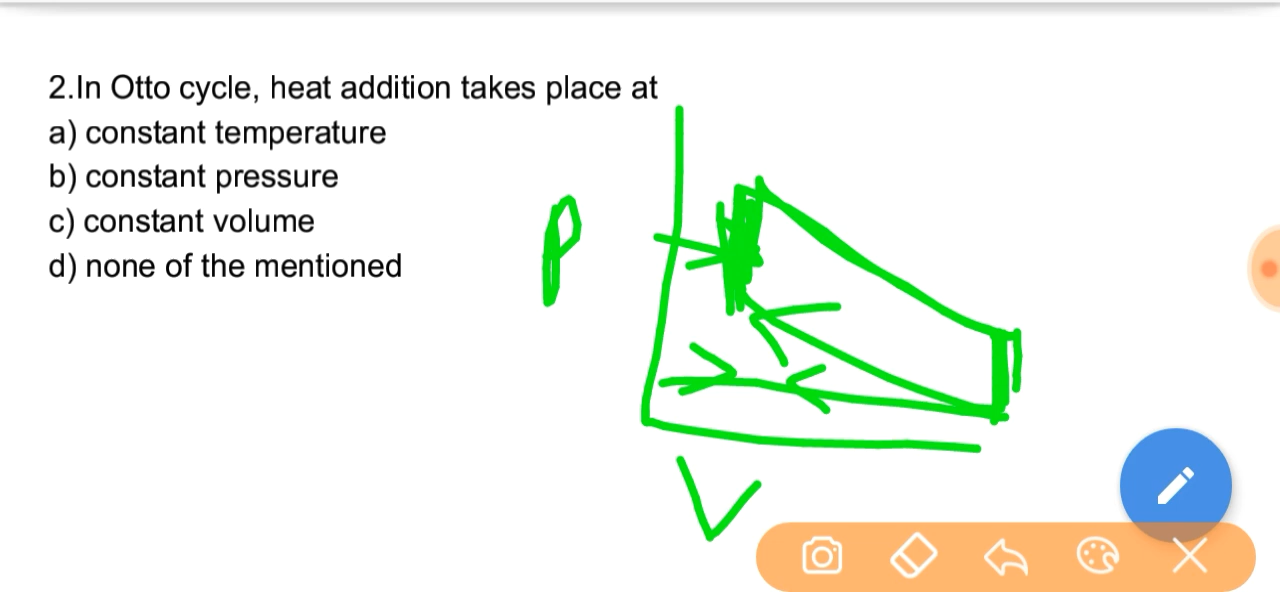 2.In Otto cycle, heat addition takes place at
a) constant temperature
b) constant pressure
c) constant volume
d) none of the mentioned
P
V